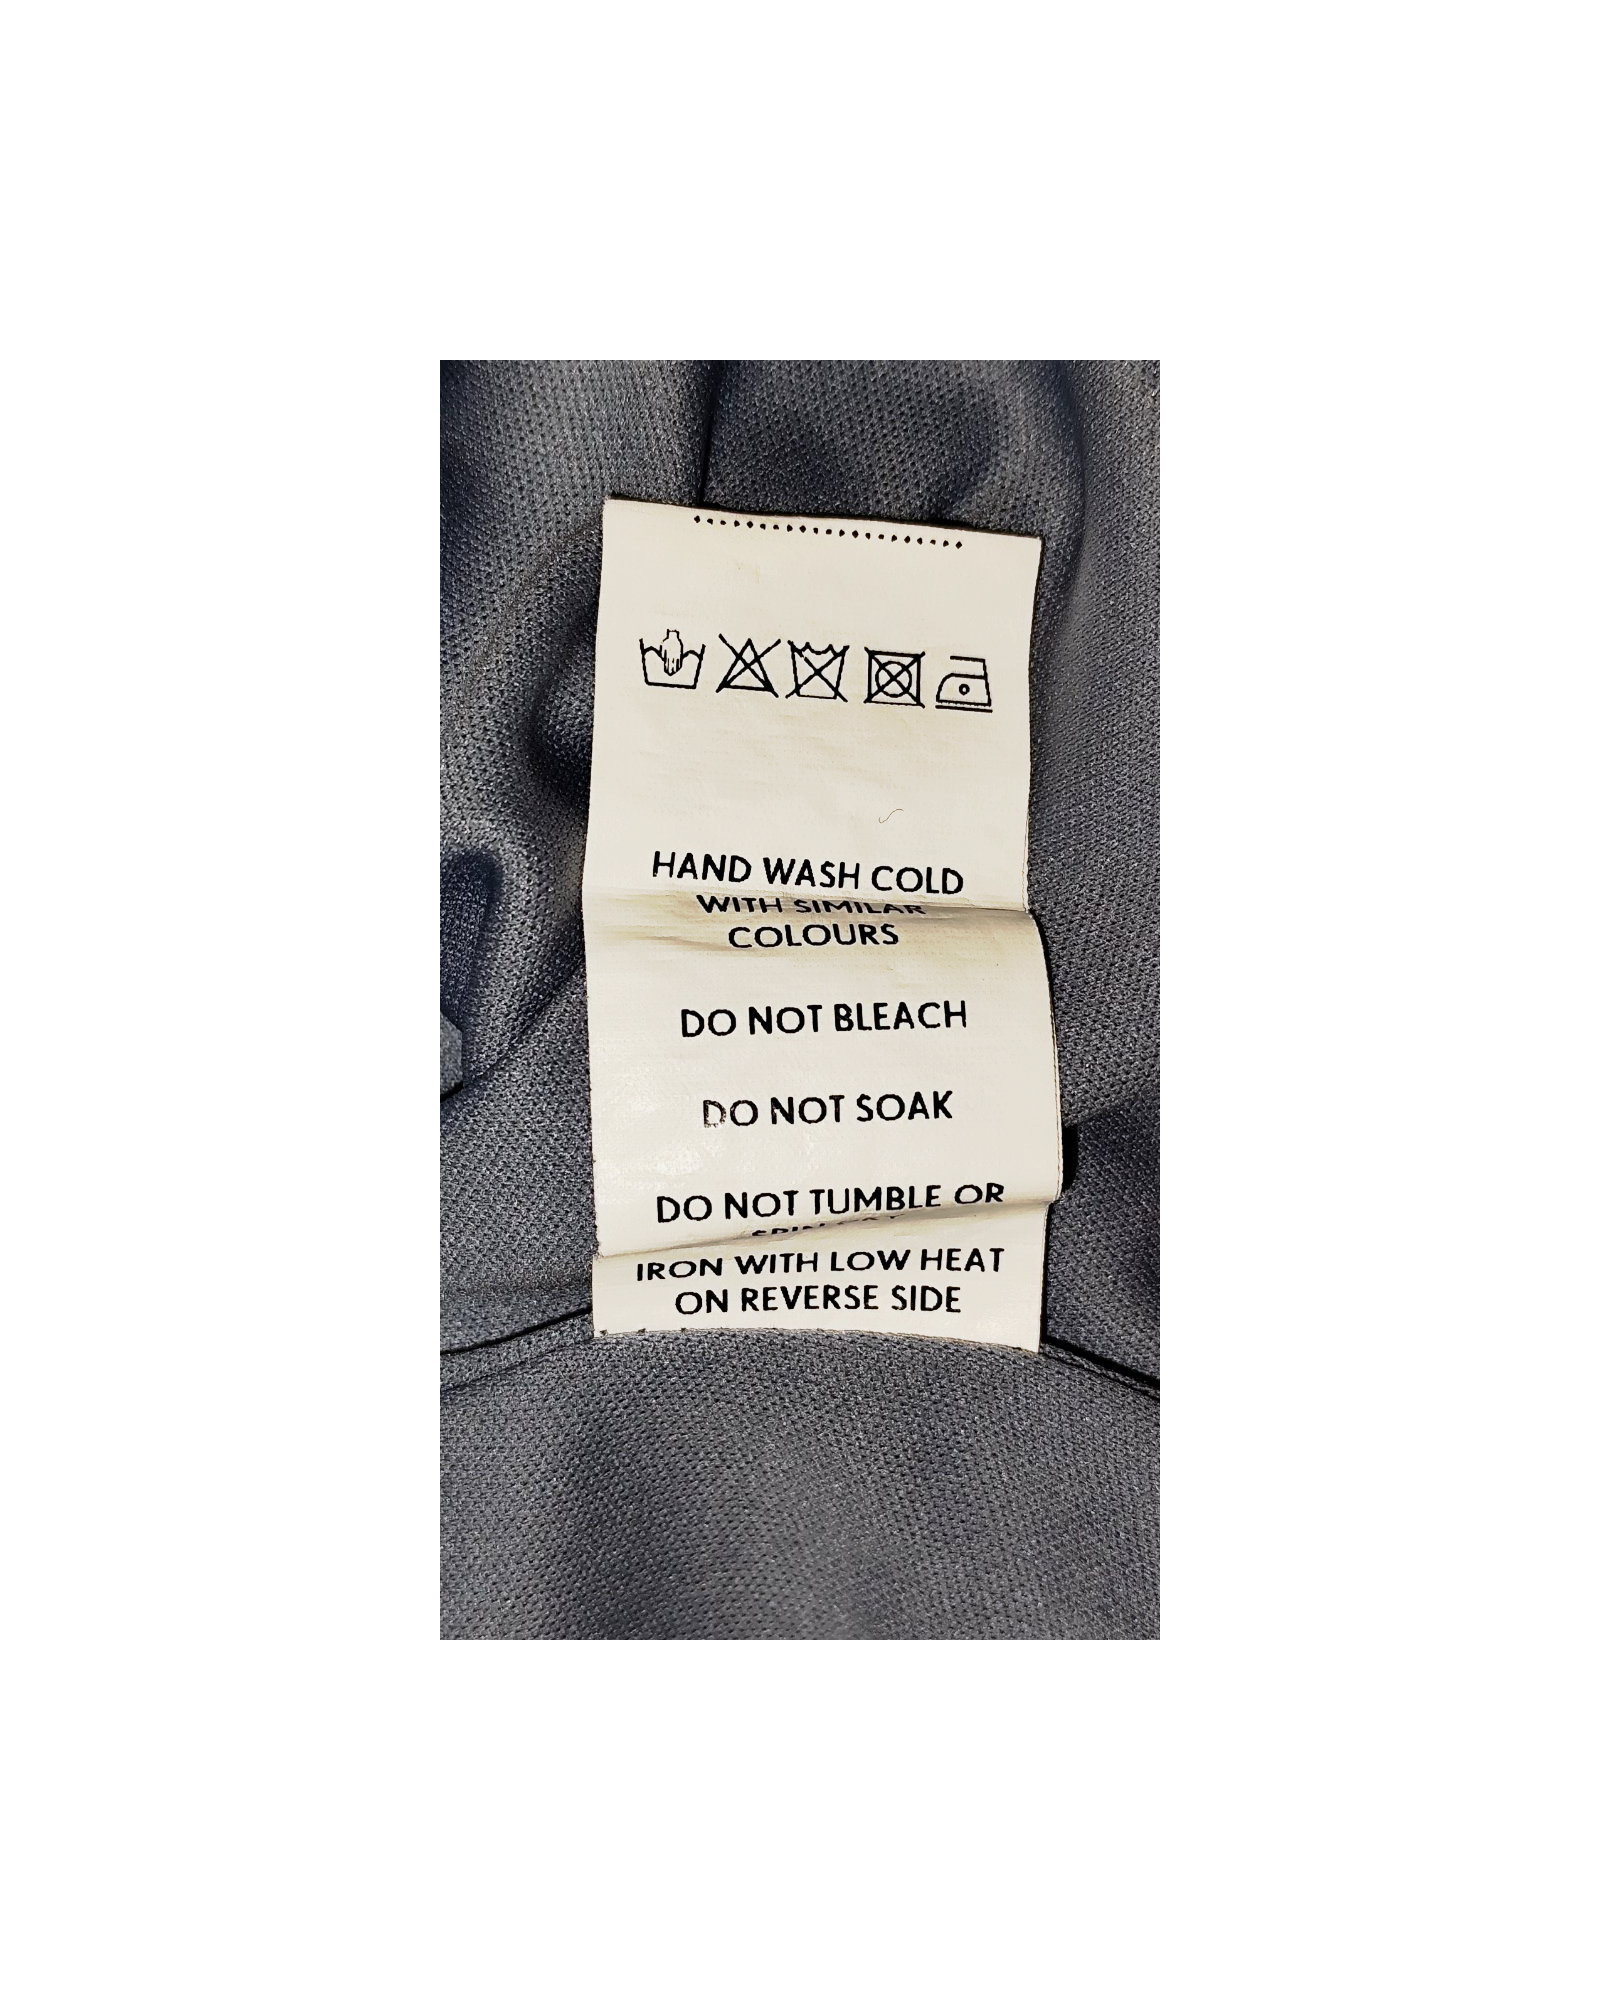 HAND WASH COLD
WITH SIMILAR
COLOURS
DO NOT BLEACH
DO NOT SOAK
DO NOT TUMBLE OR
IRON WITH LOW HEAT
ON REVERSE SIDE